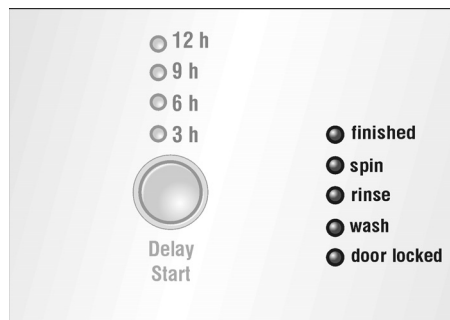 12 h
9 h
6 h
3 h
Delay
Start
finished
spin
rinse
wash
door locked